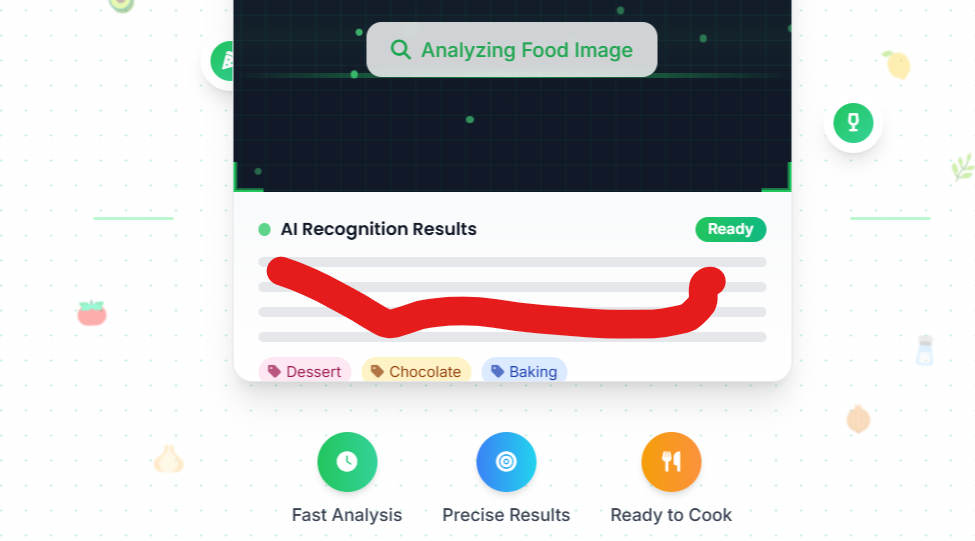 Analyzing Food Image
AI Recognition Results
Ready
Dessert
Chocolate
Baking
Fast Analysis
Precise Results
Ready to Cook